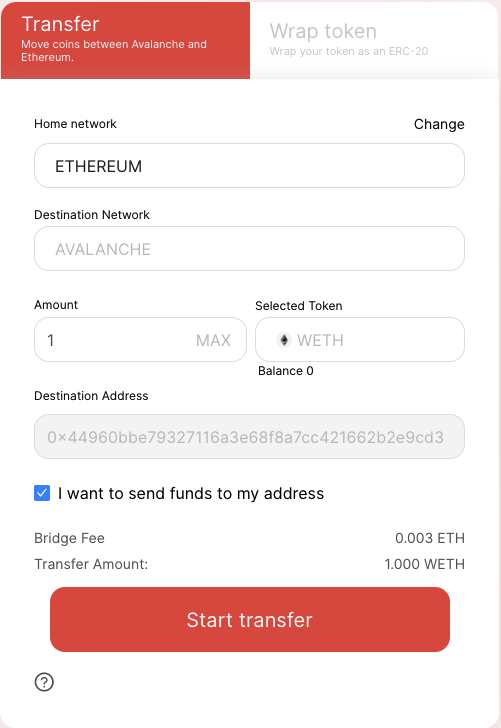 Transfer
Move coins between Avalanche and
Ethereum.
Wrap token
Wrap your token as an ERC-20
Home network
Change
ETHEREUM
Destination Network
AVALANCHE
Amount
Selected Token
1
MAX
WETH
Balance 0
Destination Address
0x44960bbe79327116a3e68f8a7cc421662b2e9cd3
I want to send funds to my address
Bridge Fee
0.003 ETH
Transfer Amount:
1.000 WETH
Start transfer
?